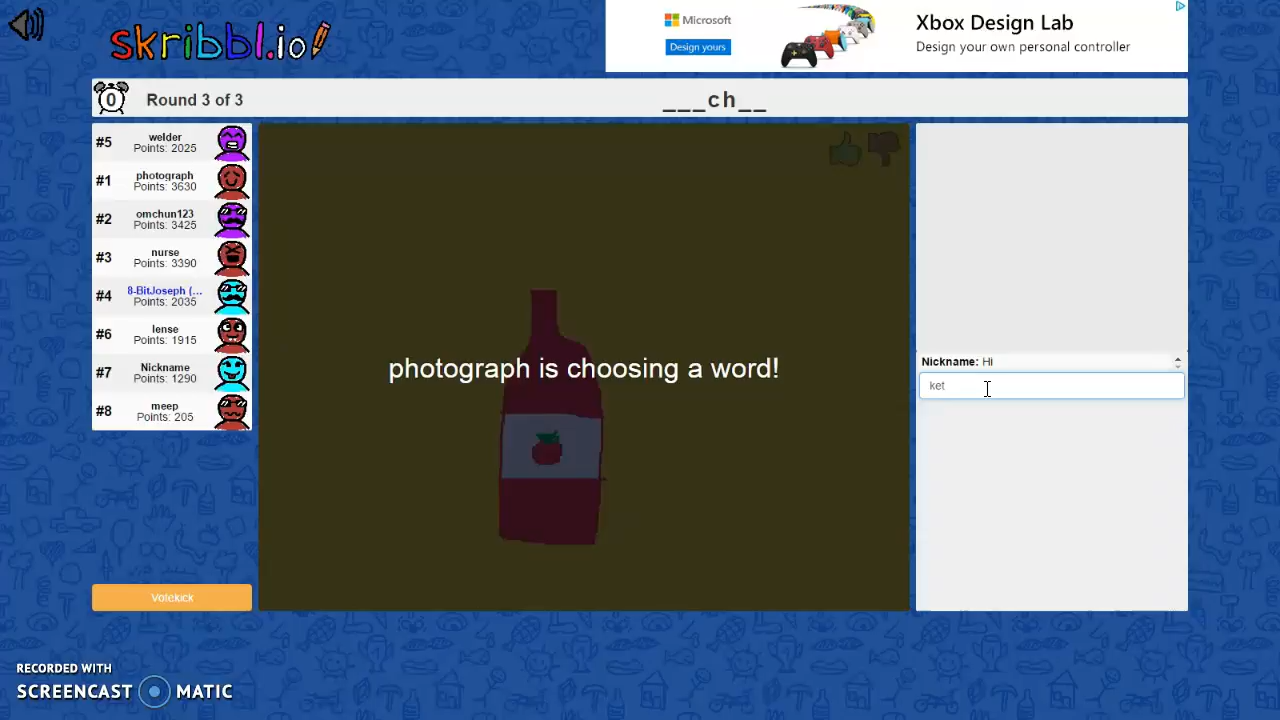 skribbl.io
Microsoft
Design yours
Xbox Design Lab
Design your own personal controller
0
Round 3 of 3
___ch__
#5
welder
Points: 2025
#1
photograph
Points: 3630
#2
omchun123
Points: 3425
#3
nurse
Points: 3390
#4
8-BitJoseph (...
Points: 2035
#6
lense
Points: 1915
#7
Nickname
Points: 1290
#8
meep
Points: 205
photograph is choosing a word!
Nickname: Hi
ket
Votekick
RECORDED WITH
SCREENCAST MATIC